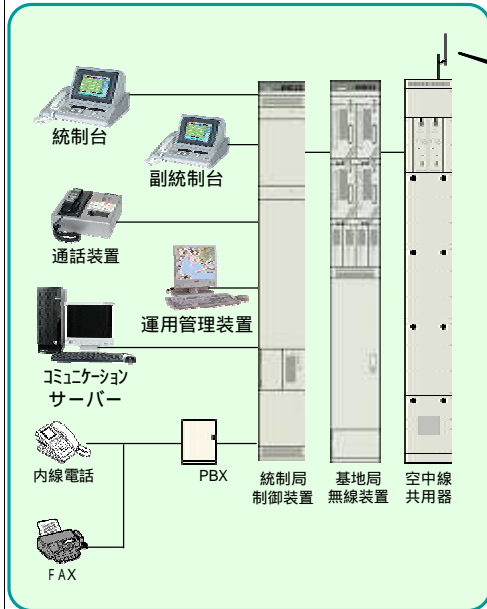 統制台
副統制台
通話装置
運用管理装置
ｺﾐｭﾆｹｰｼｮﾝ
サーバー
内線電話
PBX
統制局
制御装置
基地局
無線装置
空中線
共用器
FAX